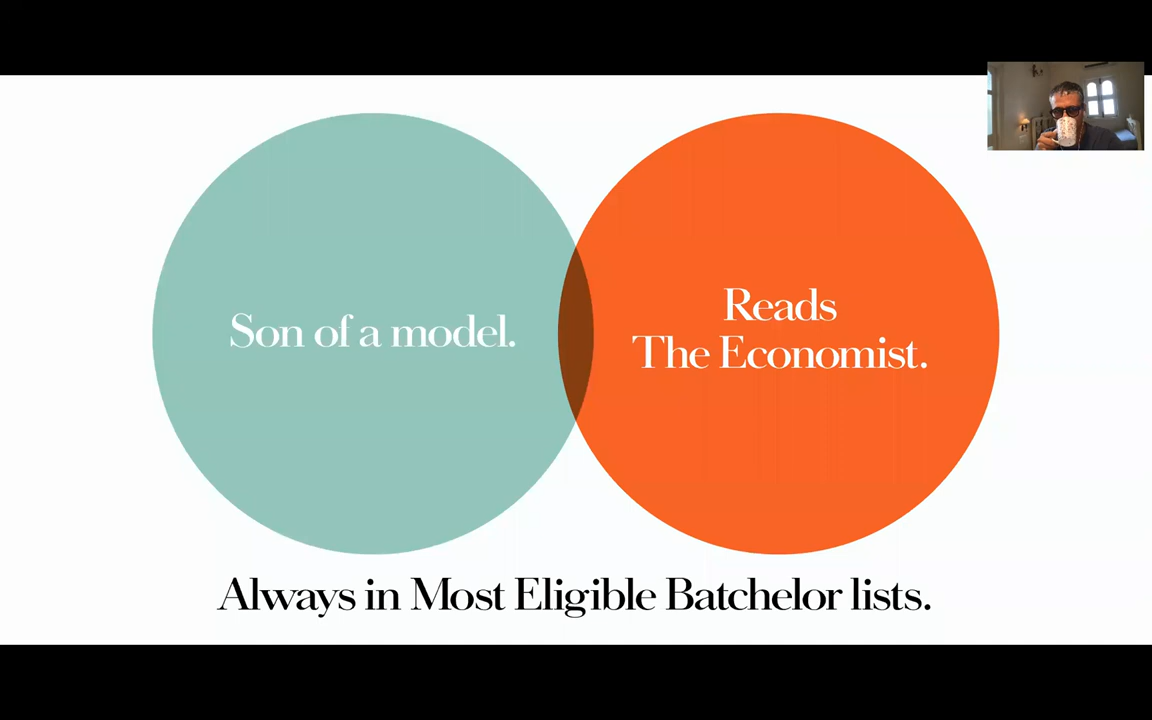 Son of a model.
Reads
The Economist.
Always in Most Eligible Batchelor lists.